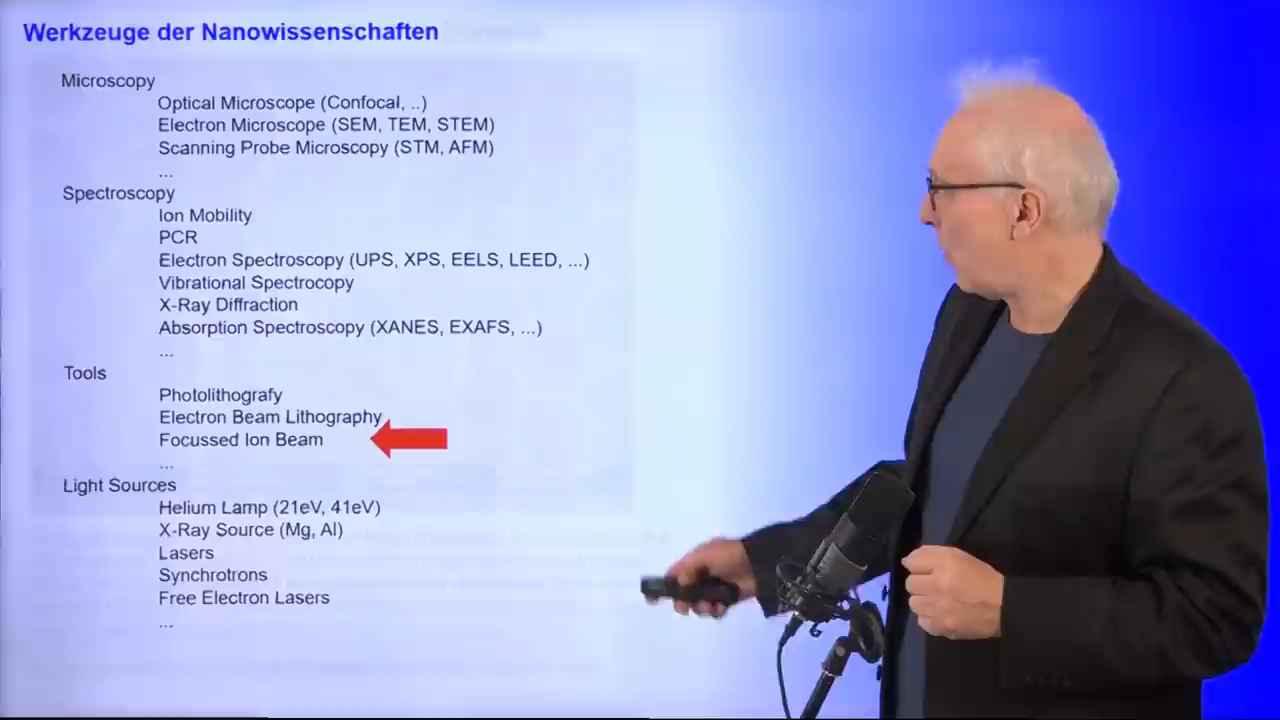 Werkzeuge der Nanowissenschaften
Microscopy
Optical Microscope (Confocal, ..)
Electron Microscope (SEM, TEM, STEM)
Scanning Probe Microscopy (STM, AFM)
...
Spectroscopy
Ion Mobility
PCR
Electron Spectroscopy (UPS, XPS, EELS, LEED, ...)
Vibrational Spectrocopy
X-Ray Diffraction
Absorption Spectroscopy (XANES, EXAFS, ...)
...
Tools
Photolithografy
Electron Beam Lithography
Focussed Ion Beam
...
Light Sources
Helium Lamp (21eV, 41eV)
X-Ray Source (Mg, Al)
Lasers
Synchrotrons
Free Electron Lasers
...